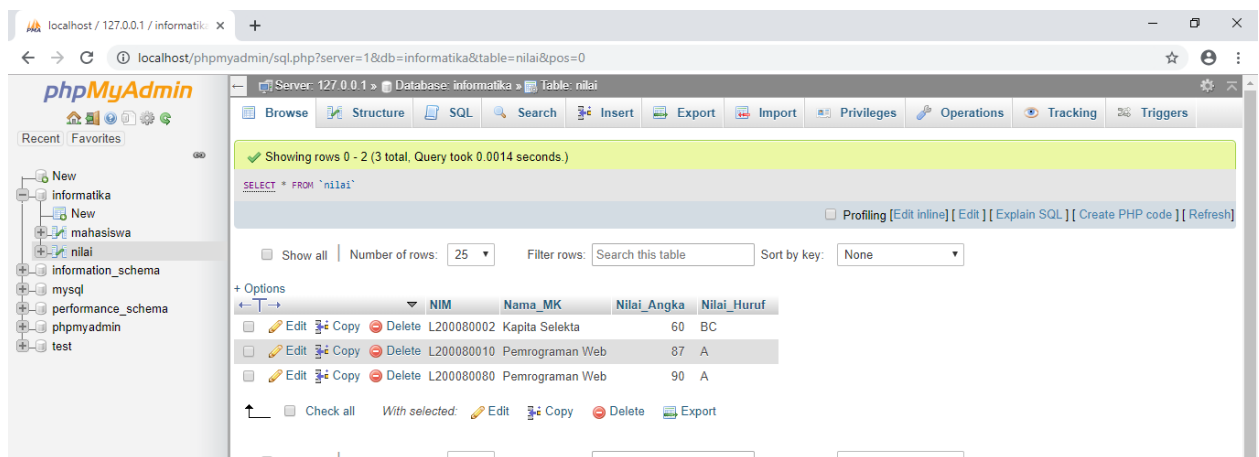 localhost / 127.0.0.1 / informatika
localhost/phpmyadmin/sql.php?server=1&db=informatika&table=nilai&pos=0
phpMyAdmin
Recent Favorites
New
informatika
New
mahasiswa
nilai
information_schema
mysql
performance_schema
phpmyadmin
test
Server: 127.0.0.1 » Database: informatika » Table: nilai
Browse Structure SQL Search Insert Export Import Privileges Operations Tracking Triggers
Showing rows 0 - 2 (3 total, Query took 0.0014 seconds.)
SELECT * FROM `nilai`
Profiling [Edit inline] [ Edit ] [ Explain SQL ] [ Create PHP code ] [ Refresh]
Show all Number of rows: 25 Filter rows: Search this table Sort by key: None
+ Options
NIM Nama_MK Nilai_Angka Nilai_Huruf
Edit Copy Delete L200080002 Kapita Selekta 60 BC
Edit Copy Delete L200080010 Pemrograman Web 87 A
Edit Copy Delete L200080080 Pemrograman Web 90 A
Check all With selected: Edit Copy Delete Export